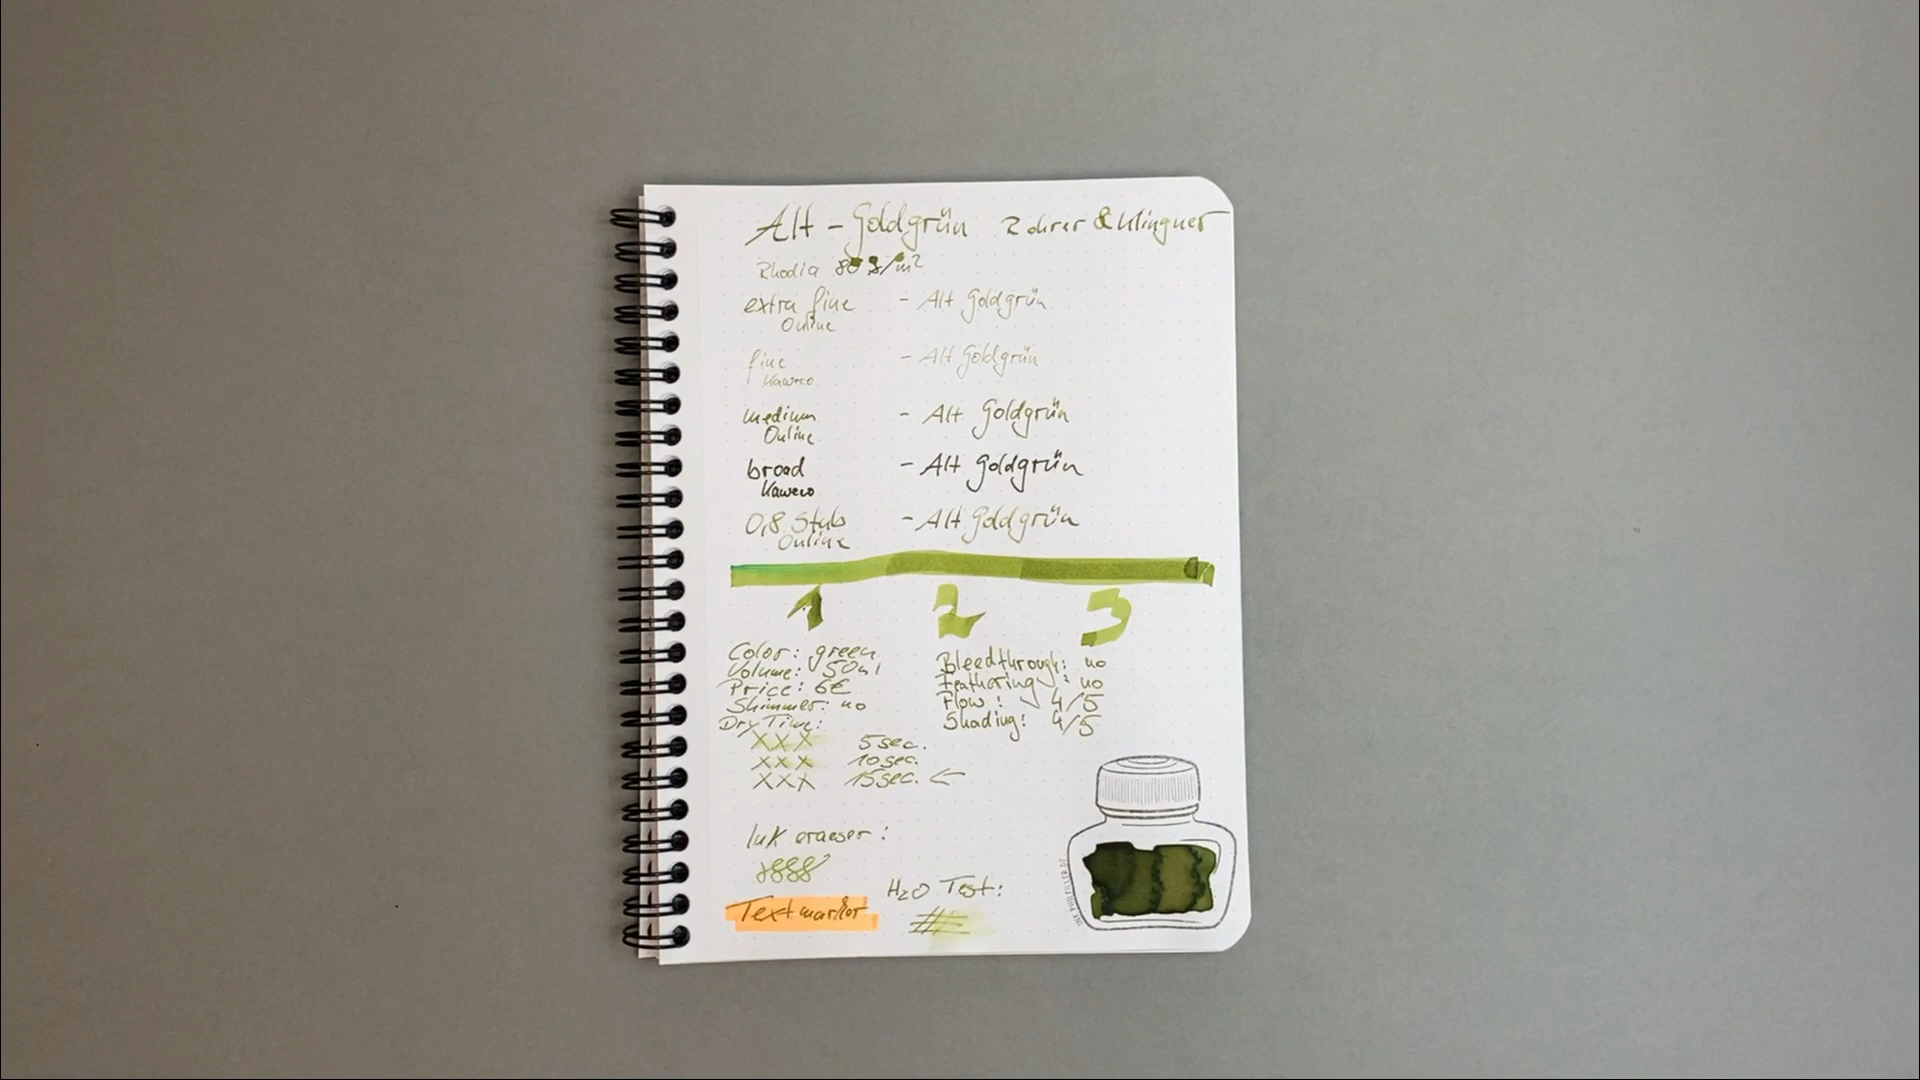 Alt - Goldgrün Rohrer & Klingner
Rhodia 80 g/m²
extra fine - Alt Goldgrün
Online
fine - Alt Goldgrün
Kaweco
medium - Alt Goldgrün
Online
broad - Alt Goldgrün
Kaweco
0,8 Stub - Alt Goldgrün
Online
1 2 3
Color: green
Volume: 50ml
Price: 6€
Shimmer: no
Dry Time:
XXX 5sec.
XXX 10sec.
XXX 15sec. ←
Bleedthrough: no
Feathering: no
Flow: 4/5
Shading: 4/5
Ink eraeser:
H₂O Test:
Textmarker